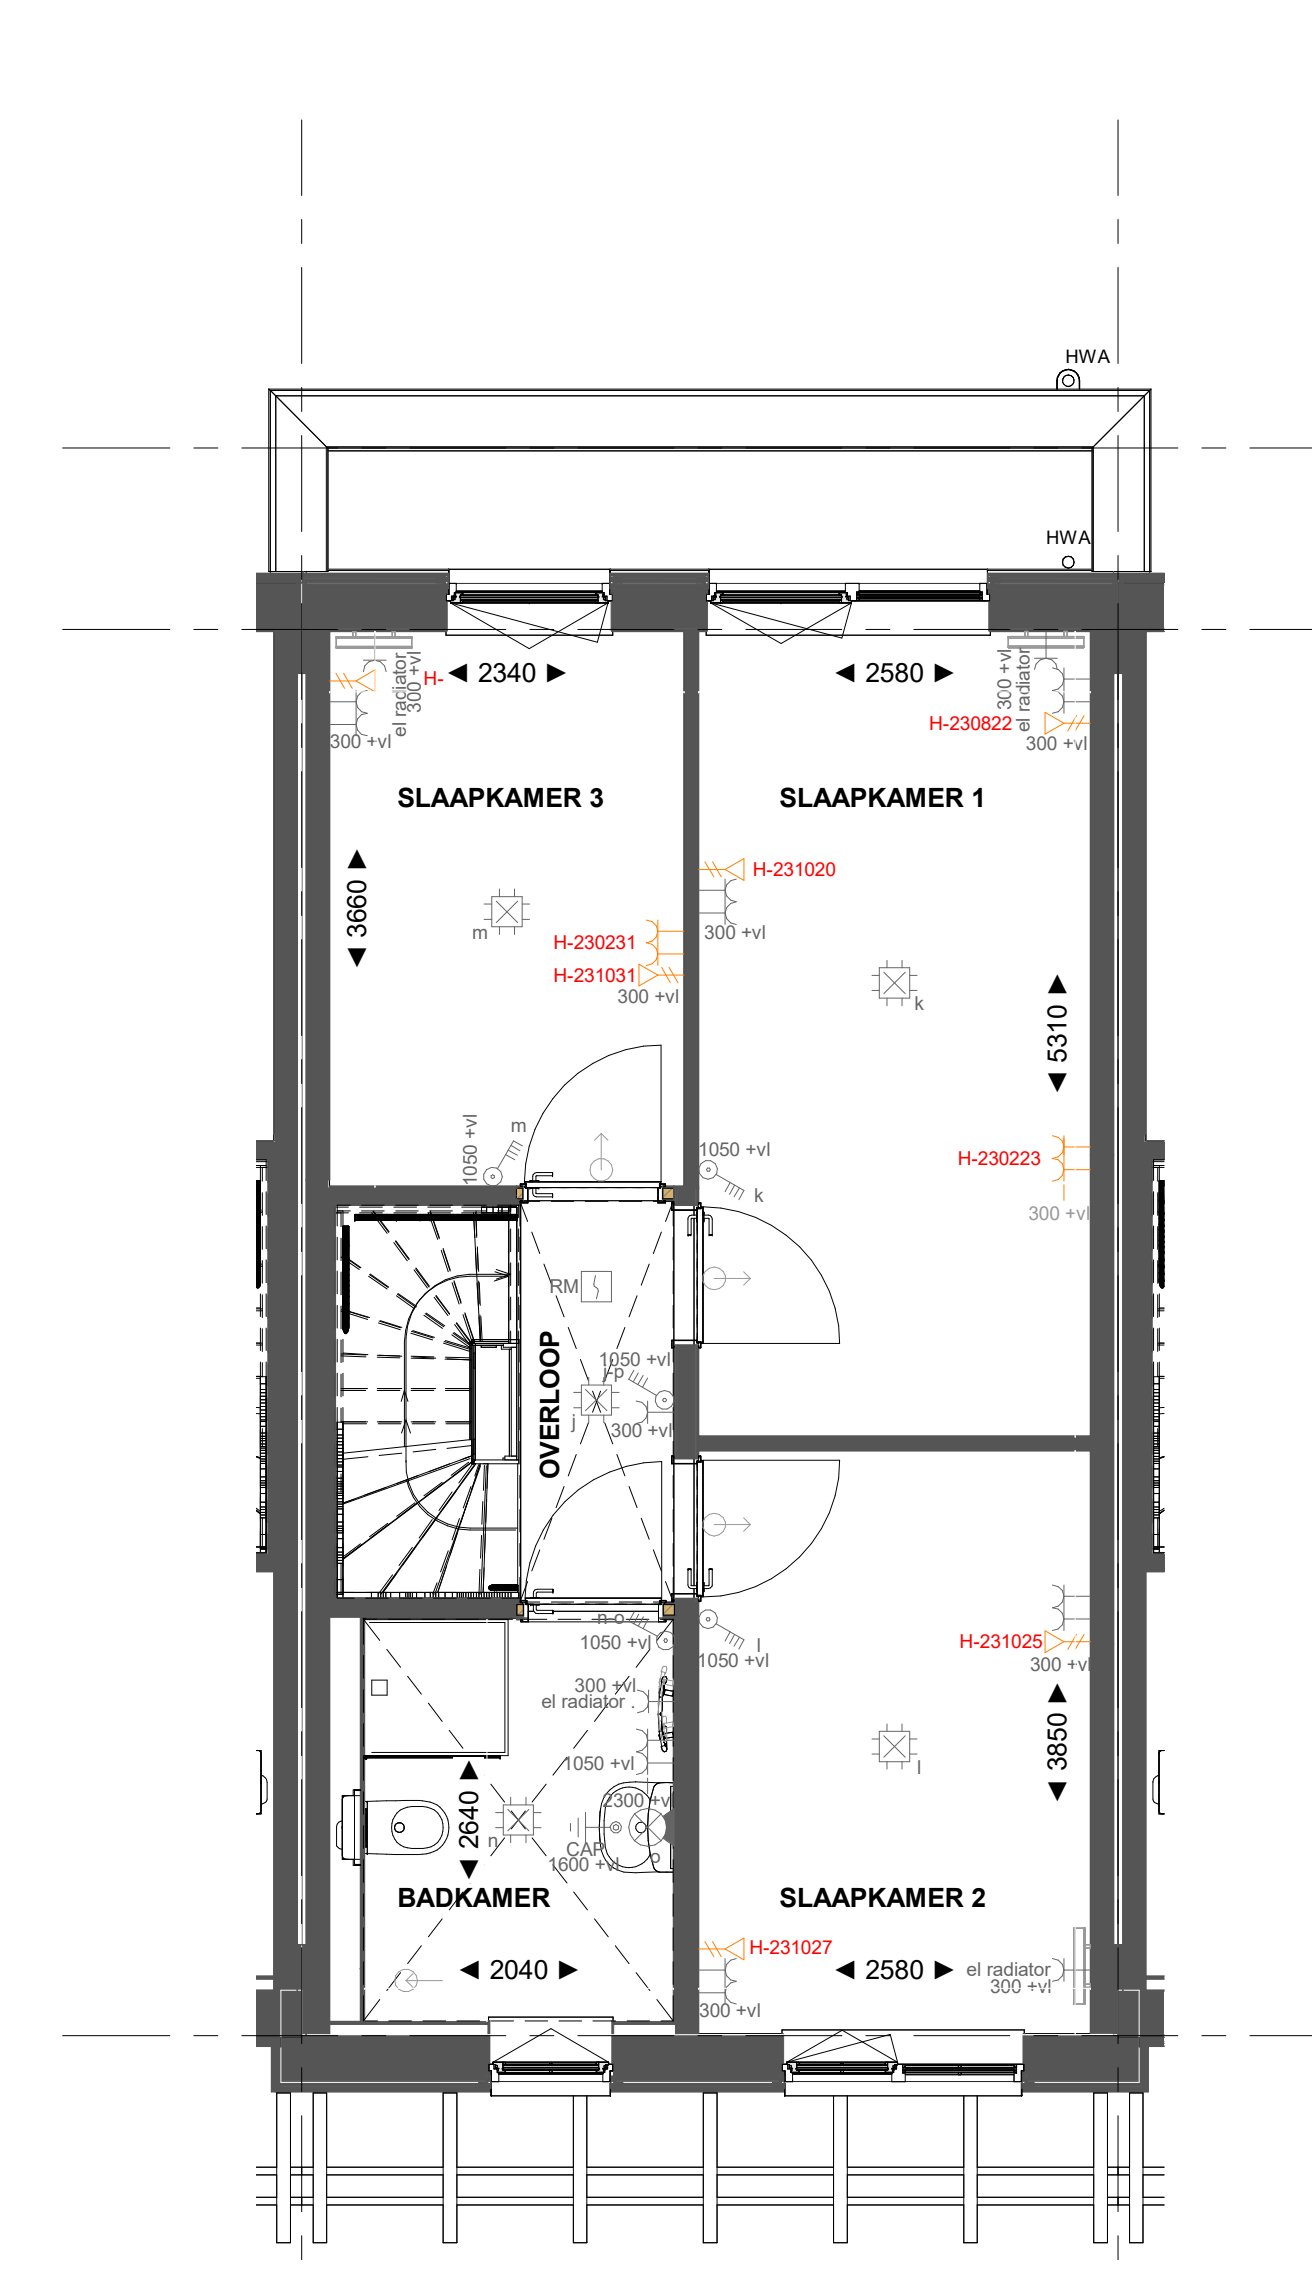 HWA
HWA
el radiator
300 +vl
H-
◄ 2340 ►
300 +vl
◄ 2580 ►
300 +vl
el radiator
H-230822
300 +vl
SLAAPKAMER 3
SLAAPKAMER 1
◄ 3660 ►
m
H-231020
300 +vl
H-230231
H-231031
300 +vl
k
◄ 5310 ►
1050 +vl
m
1050 +vl
k
H-230223
300 +vl
RM
OVERLOOP
1050 +vl
j-p
j
300 +vl
n-o
1050 +vl
l
1050 +vl
H-231025
300 +vl
300 +vl
el radiator .
1050 +vl
◄ 3850 ►
l
◄ 2640 ►
2300 +vl
n
CAP
1600 +vl
o
BADKAMER
SLAAPKAMER 2
H-231027
◄ 2040 ►
◄ 2580 ►
el radiator
300 +vl
300 +vl